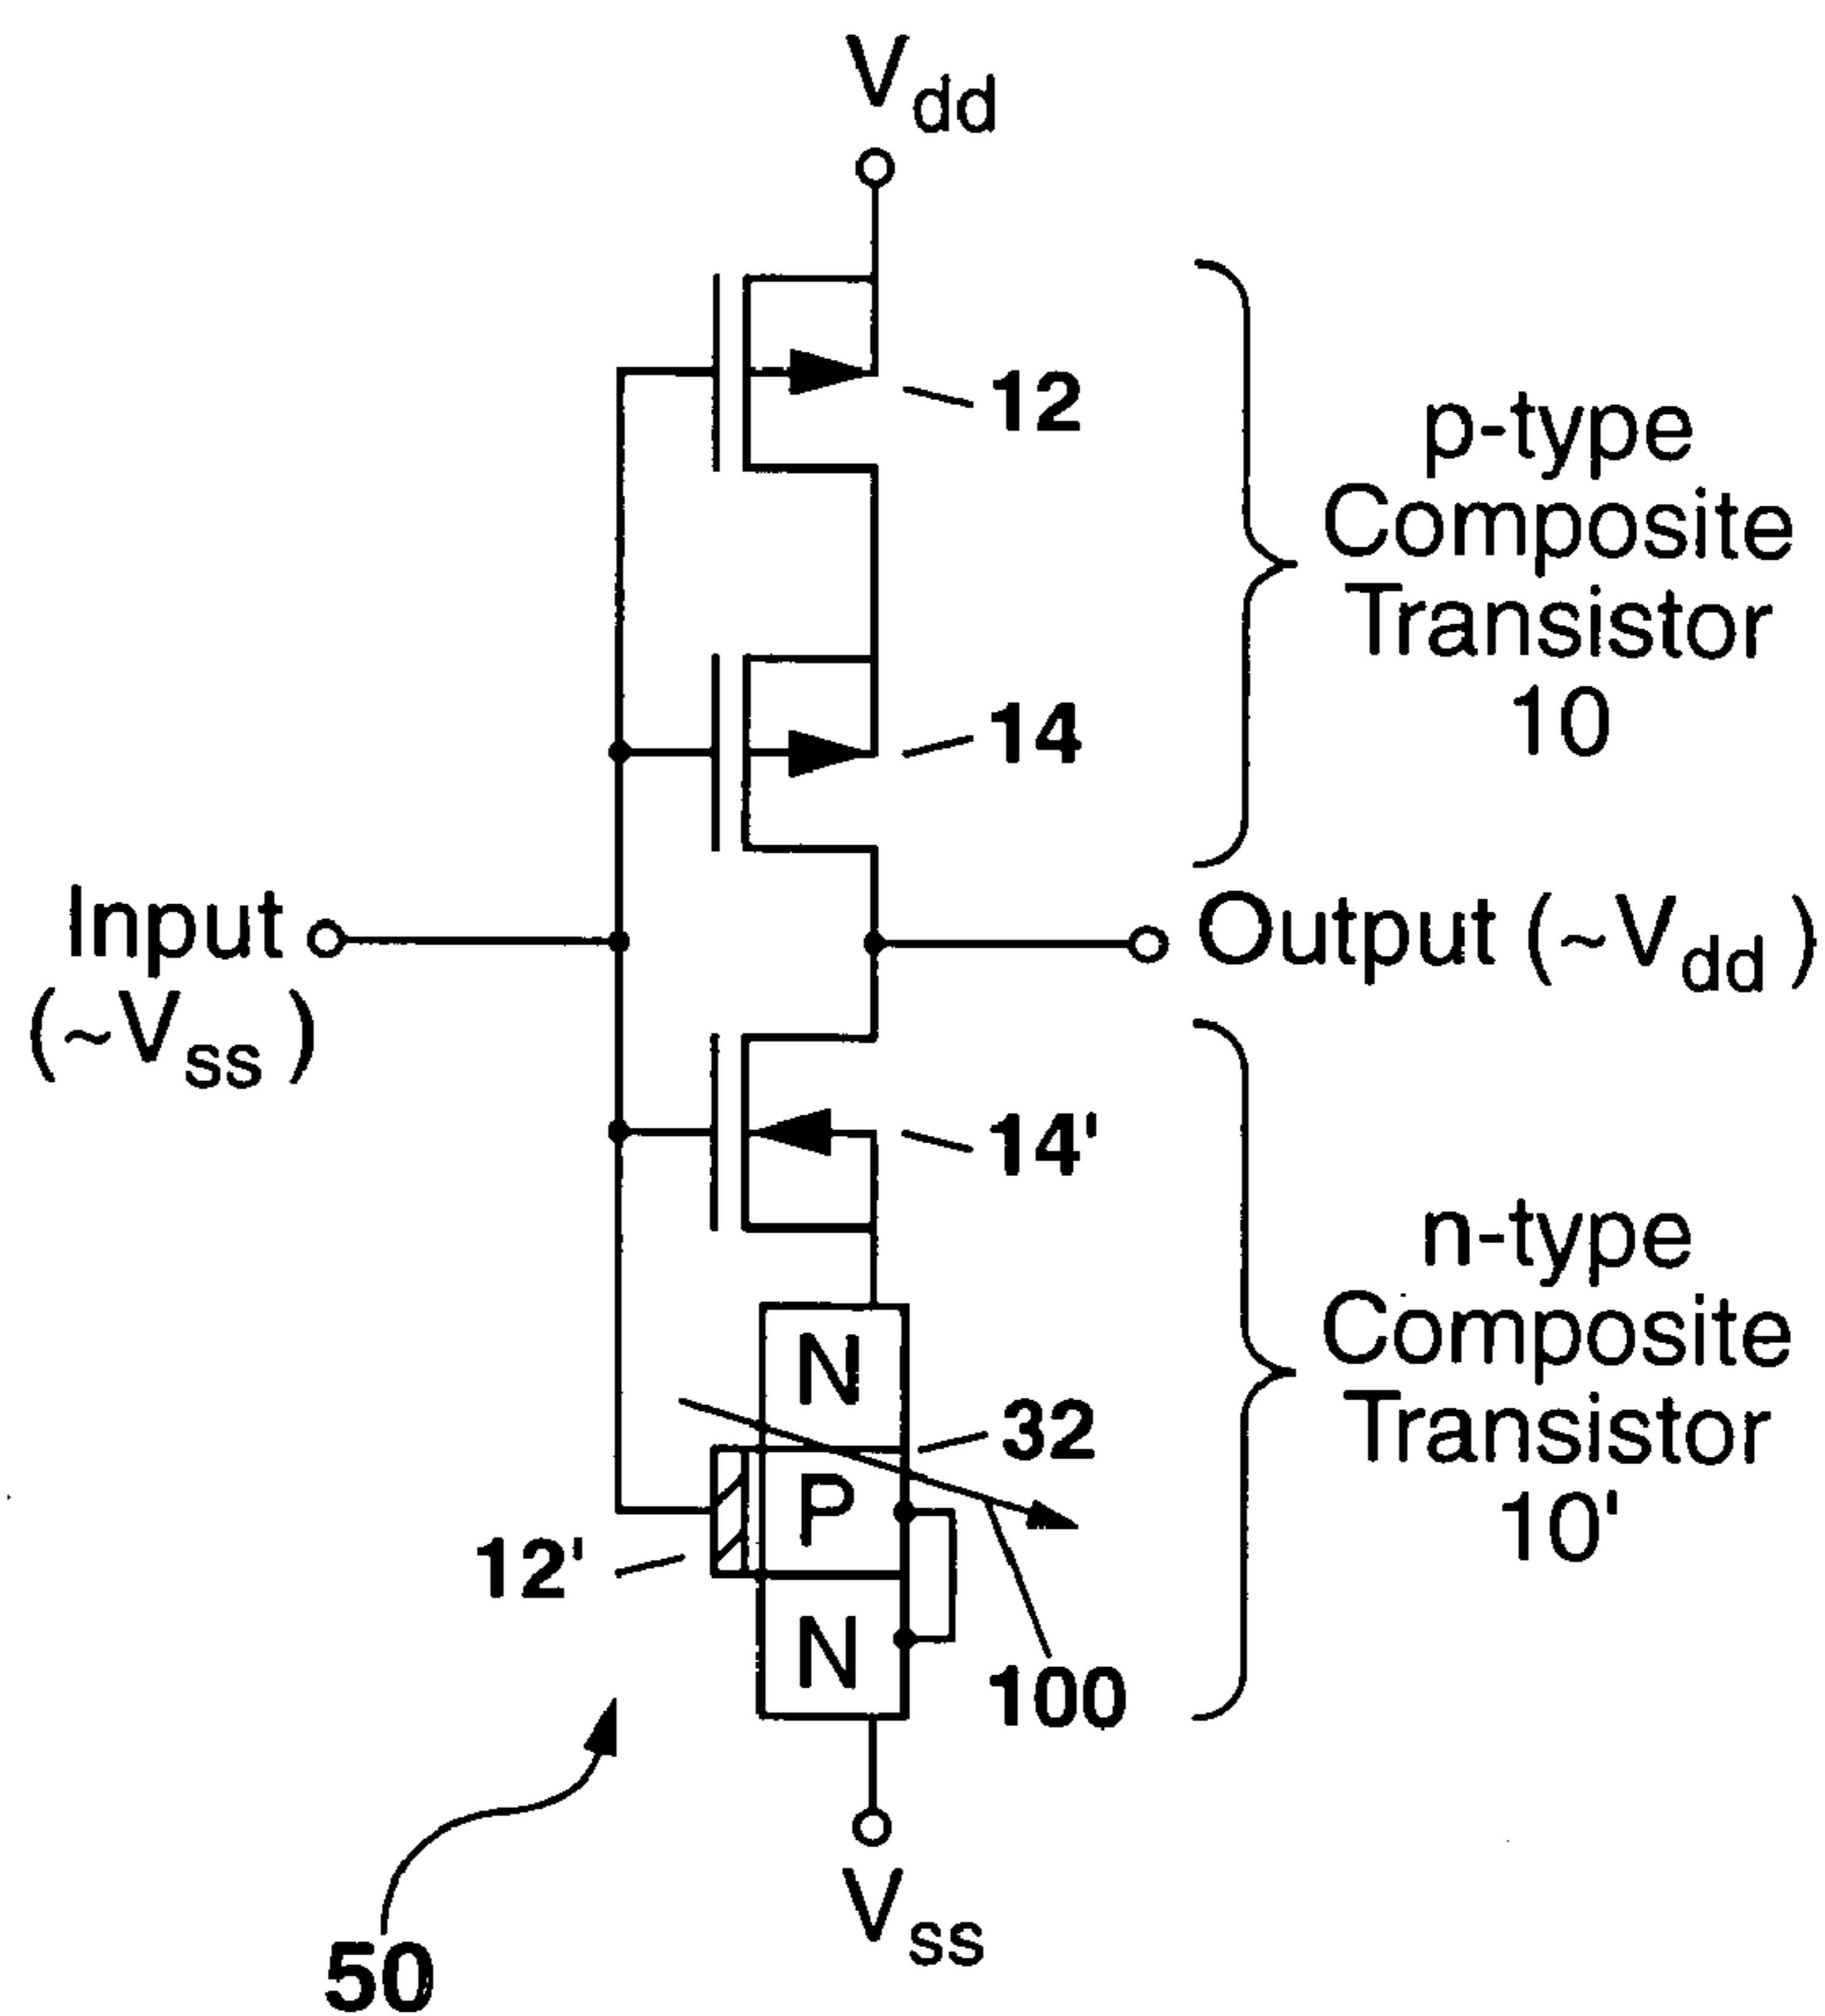 Vdd
12
p-type
Composite
Transistor
10
14
Input
(~Vss)
Output (~Vdd)
14'
n-type
Composite
Transistor
10'
N
32
P
12'
N
100
Vss
50